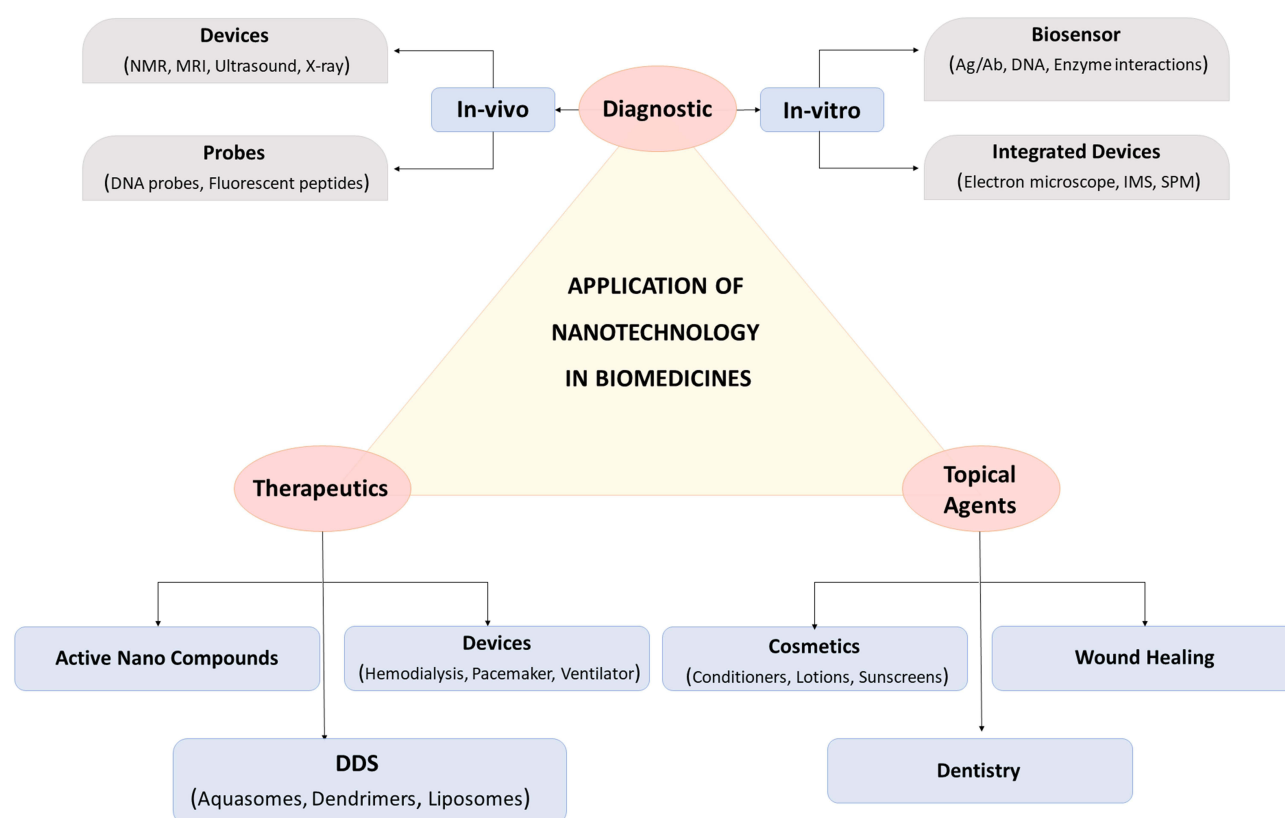 Devices
(NMR, MRI, Ultrasound, X-ray)
Biosensor
(Ag/Ab, DNA, Enzyme interactions)
In-vivo
Diagnostic
In-vitro
Probes
(DNA probes, Fluorescent peptides)
Integrated Devices
(Electron microscope, IMS, SPM)
APPLICATION OF
NANOTECHNOLOGY
IN BIOMEDICINES
Therapeutics
Topical
Agents
Active Nano Compounds
Devices
(Hemodialysis, Pacemaker, Ventilator)
Cosmetics
(Conditioners, Lotions, Sunscreens)
Wound Healing
DDS
(Aquasomes, Dendrimers, Liposomes)
Dentistry